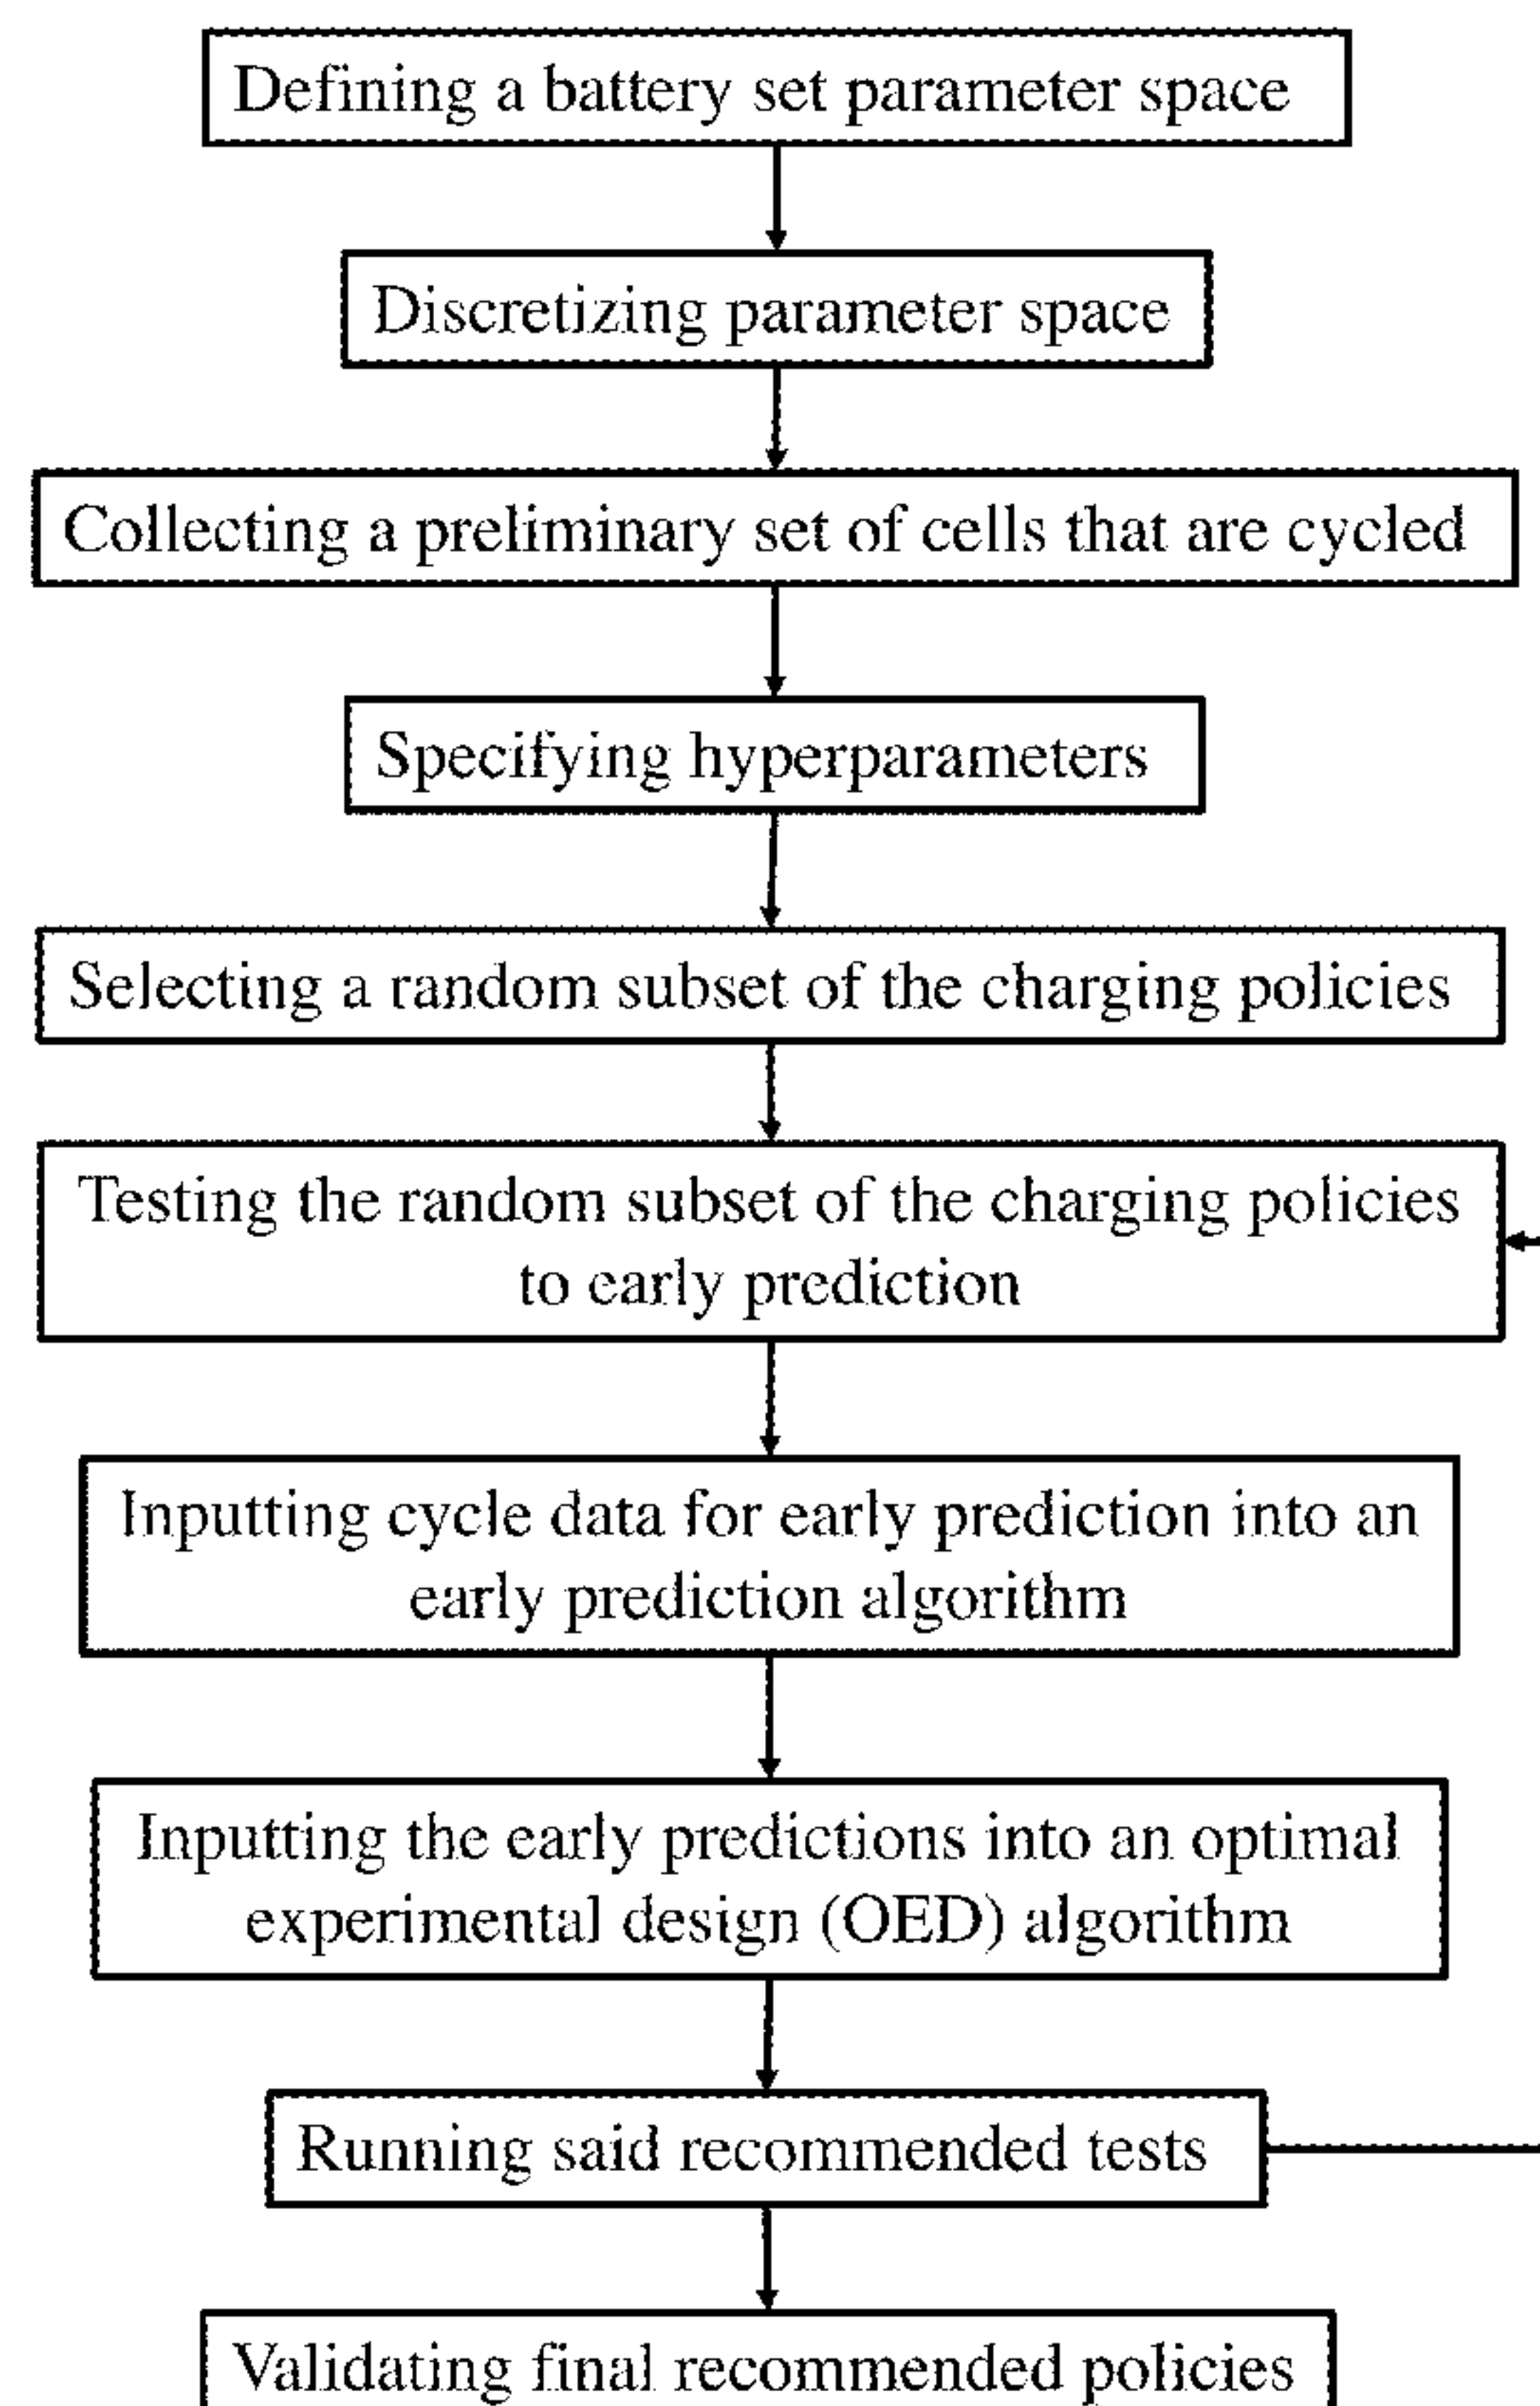 Defining a battery set parameter space
Discretizing parameter space
Collecting a preliminary set of cells that are cycled
Specifying hyperparameters
Selecting a random subset of the charging policies
Testing the random subset of the charging policies
to early prediction
Inputting cycle data for early prediction into an
early prediction algorithm
Inputting the early predictions into an optimal
experimental design (OED) algorithm
Running said recommended tests
Validating final recommended policies